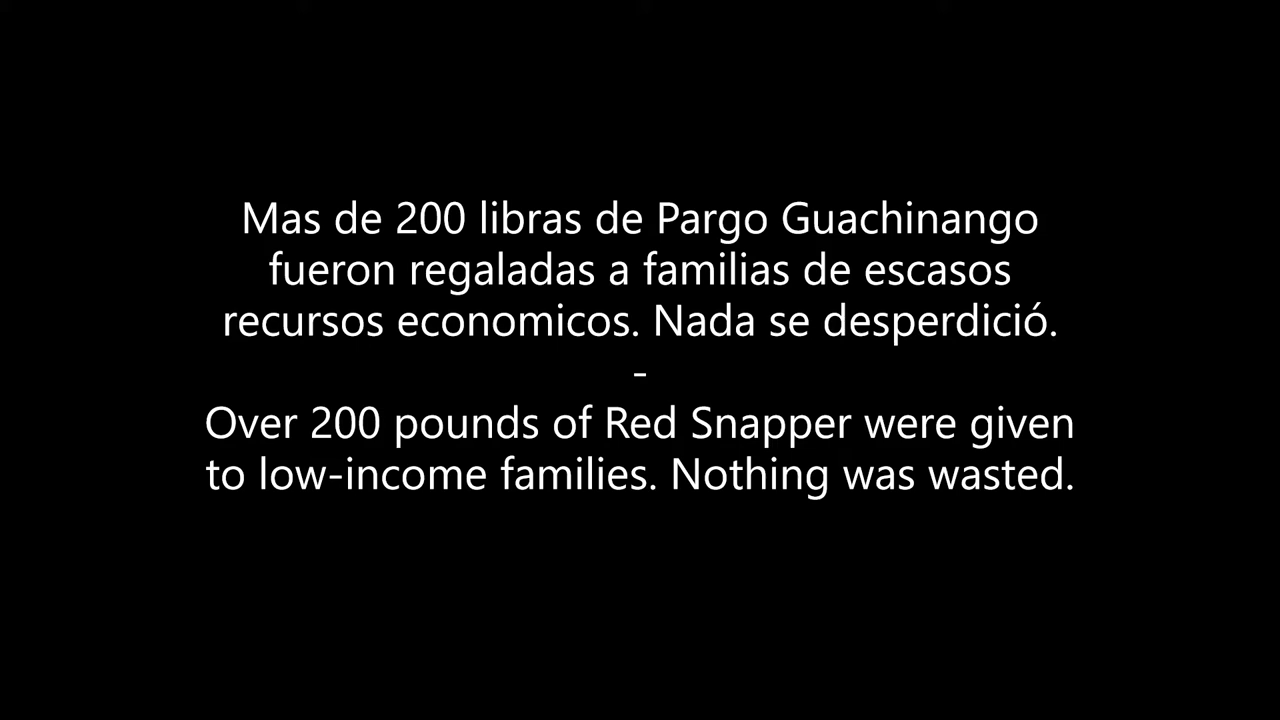 Mas de 200 libras de Pargo Guachinango
fueron regaladas a familias de escasos
recursos economicos. Nada se desperdició.
-
Over 200 pounds of Red Snapper were given
to low-income families. Nothing was wasted.